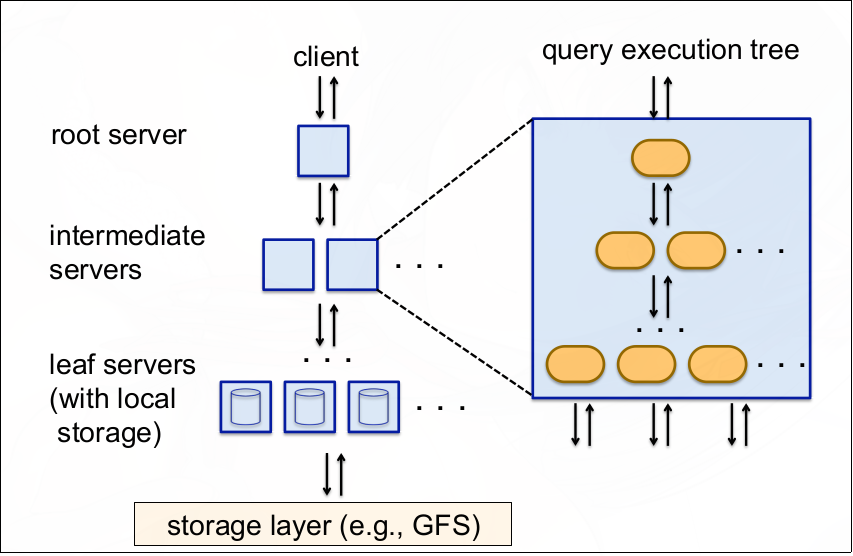 client
query execution tree
root server
intermediate
servers
leaf servers
(with local
storage)
storage layer (e.g., GFS)